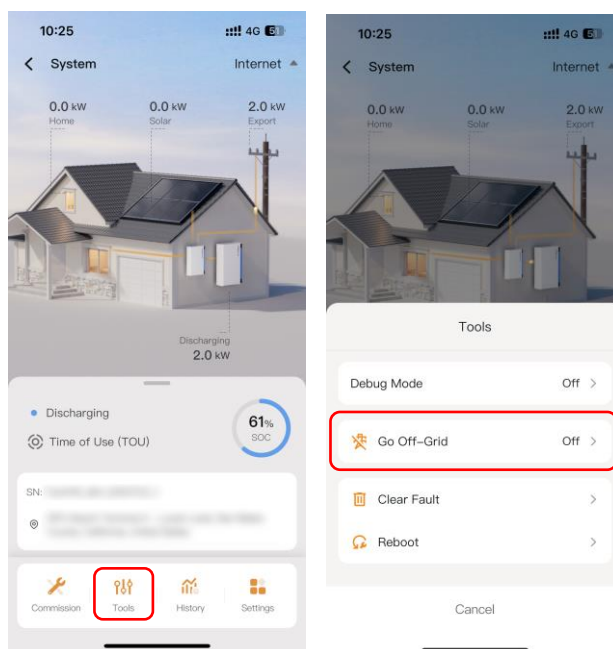 10:25
4G 51
System
Internet
0.0 kW
0.0 kW
2.0 kW
Home
Solar
Export
Discharging
2.0 kW
Discharging
Time of Use (TOU)
61%
SOC
SN:
Commission
Tools
History
Settings
10:25
4G 51
System
Internet
0.0 kW
0.0 kW
2.0 kW
Home
Solar
Export
Tools
Debug Mode
Off
Go Off-Grid
Off
Clear Fault
Reboot
Cancel